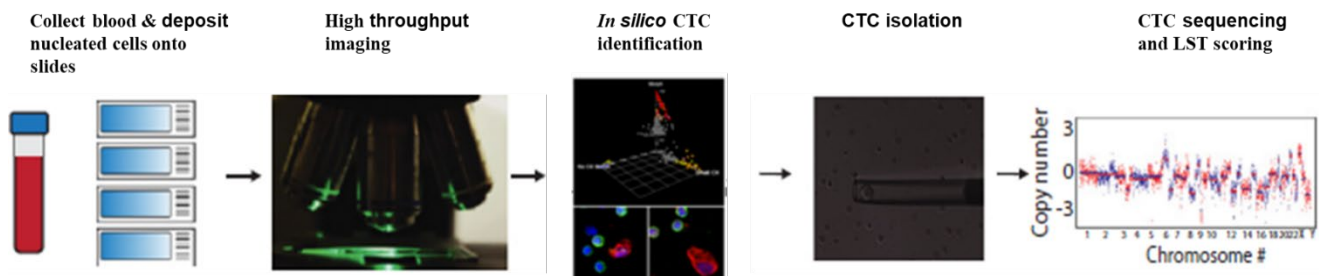 Collect blood & deposit
nucleated cells onto
slides
High throughput
imaging
In silico CTC
identification
CTC isolation
CTC sequencing
and LST scoring
Copy number
3
0
-3
1 2 3 4 5 6 7 8 9 10 12 14 16 18 20 22 X Y
Chromosome #